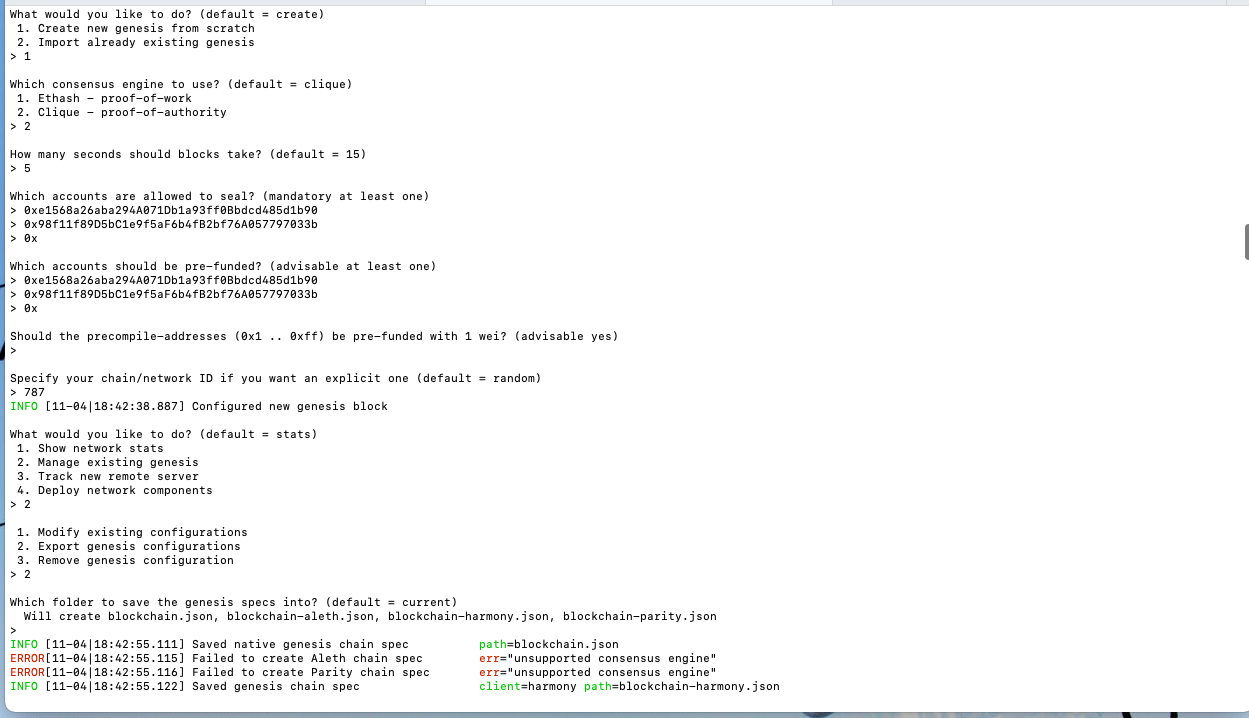 What would you like to do? (default = create)
1. Create new genesis from scratch
2. Import already existing genesis
> 1
Which consensus engine to use? (default = clique)
1. Ethash - proof-of-work
2. Clique - proof-of-authority
> 2
How many seconds should blocks take? (default = 15)
> 5
Which accounts are allowed to seal? (mandatory at least one)
> 0xe1568a26aba294A071Db1a93ff0Bbdcd485d1b90
> 0x98f11f89D5bC1e9f5aF6b4fB2bf76A057797033b
> 0x
Which accounts should be pre-funded? (advisable at least one)
> 0xe1568a26aba294A071Db1a93ff0Bbdcd485d1b90
> 0x98f11f89D5bC1e9f5aF6b4fB2bf76A057797033b
> 0x
Should the precompile-addresses (0x1 .. 0xff) be pre-funded with 1 wei? (advisable yes)
>
Specify your chain/network ID if you want an explicit one (default = random)
> 787
INFO [11-04|18:42:38.887] Configured new genesis block
What would you like to do? (default = stats)
1. Show network stats
2. Manage existing genesis
3. Track new remote server
4. Deploy network components
> 2
1. Modify existing configurations
2. Export genesis configurations
3. Remove genesis configuration
> 2
Which folder to save the genesis specs into? (default = current)
Will create blockchain.json, blockchain-aleth.json, blockchain-harmony.json, blockchain-parity.json
>
INFO [11-04|18:42:55.111] Saved native genesis chain spec path=blockchain.json
ERROR[11-04|18:42:55.115] Failed to create Aleth chain spec err="unsupported consensus engine"
ERROR[11-04|18:42:55.116] Failed to create Parity chain spec err="unsupported consensus engine"
INFO [11-04|18:42:55.122] Saved genesis chain spec client=harmony path=blockchain-harmony.json